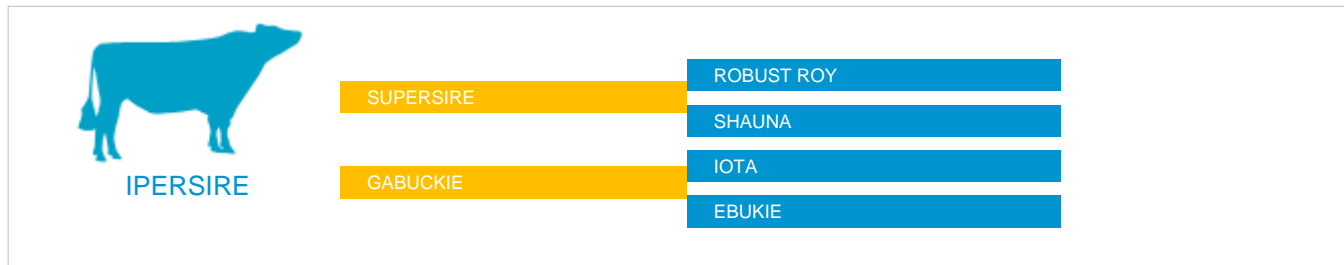 IPERSIRE
SUPERSIRE
GABUCKIE
ROBUST ROY
SHAUNA
IOTA
EBUKIE